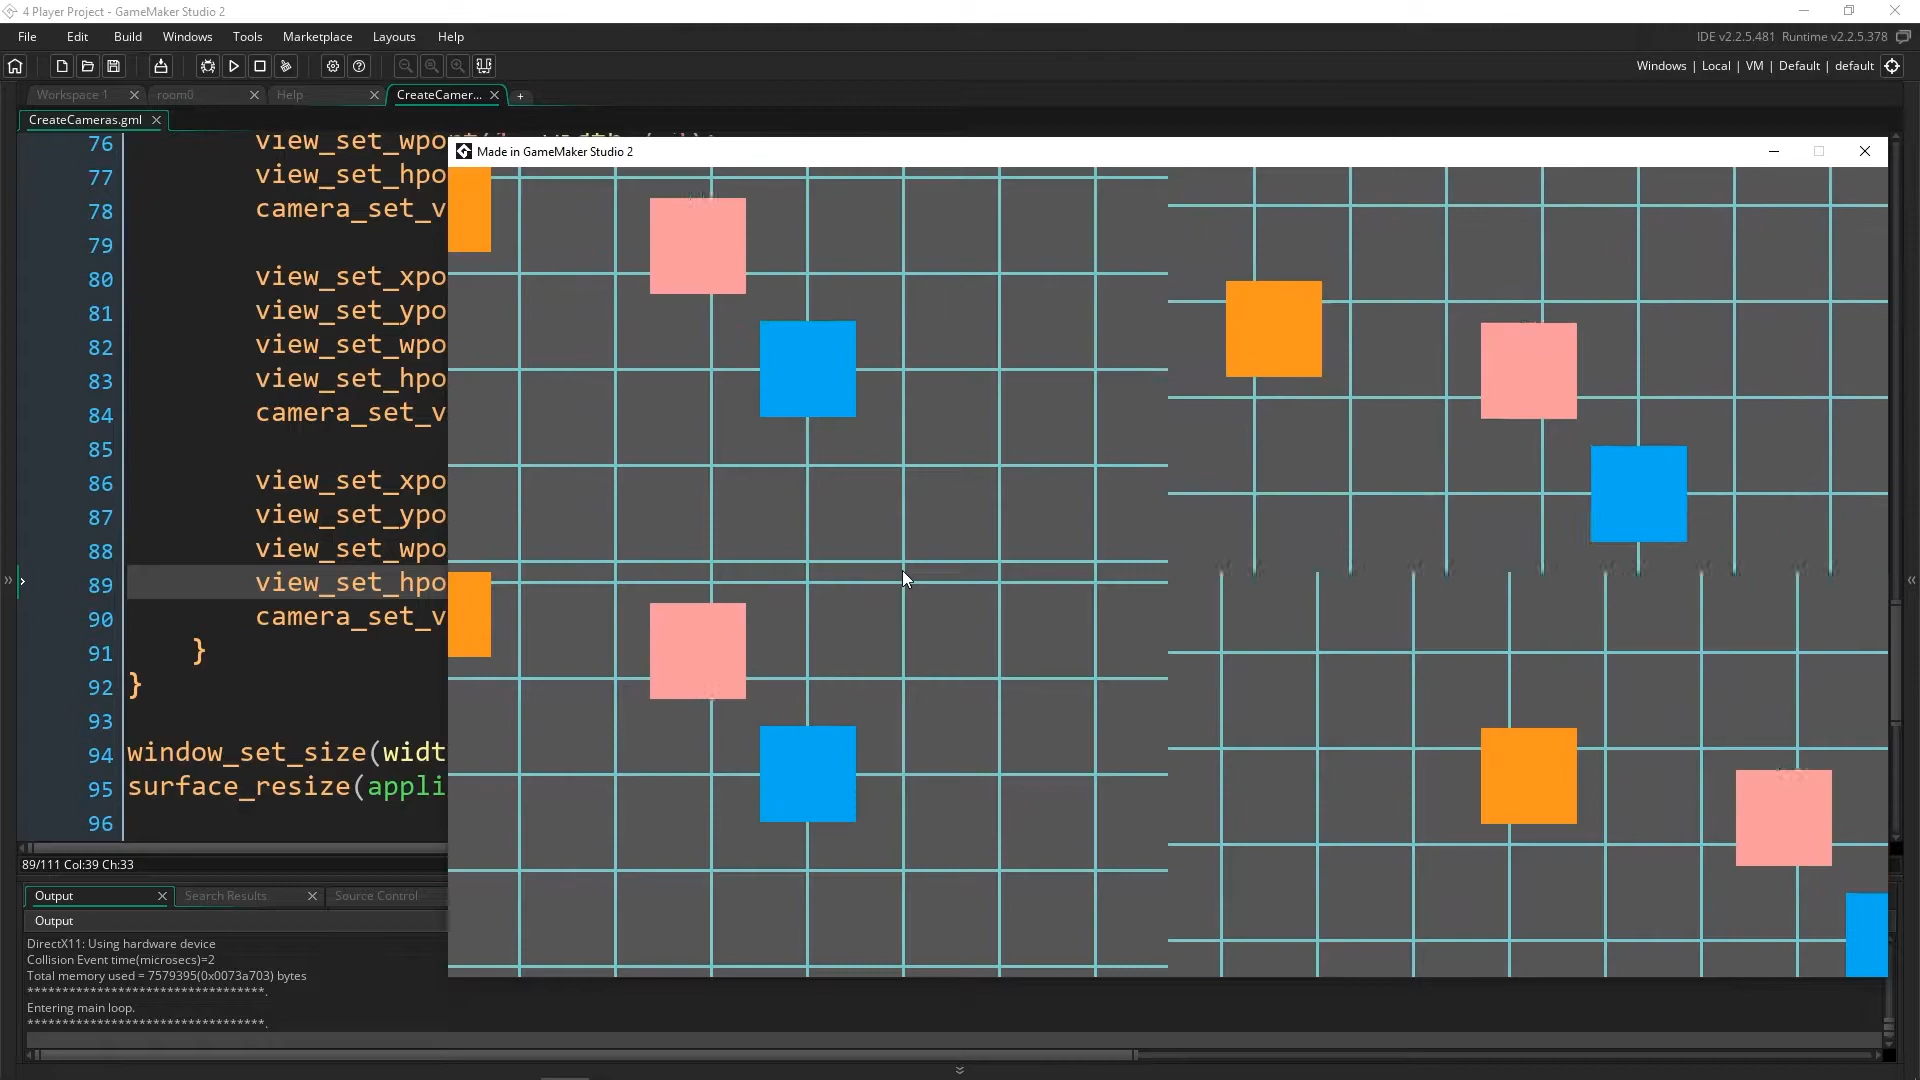 4 Player Project - GameMaker Studio 2
File Edit Build Windows Tools Marketplace Layouts Help
IDE v2.2.5.481 Runtime v2.2.5.378
Windows | Local | VM | Default | default
Workspace 1 room0 Help CreateCamer...
CreateCameras.gml
76 view_set_wpo
Made in GameMaker Studio 2
77 view_set_hpo
78 camera_set_v
79
80 view_set_xpo
81 view_set_ypo
82 view_set_wpo
83 view_set_hpo
84 camera_set_v
85
86 view_set_xpo
87 view_set_ypo
88 view_set_wpo
89 view_set_hpo
90 camera_set_v
91 }
92 }
93
94 window_set_size(widt
95 surface_resize(appli
96
89/111 Col:39 Ch:33
Output Search Results Source Control
Output
DirectX11: Using hardware device
Collision Event time(microsecs)=2
Total memory used = 7579395(0x0073a703) bytes
**********************************.
Entering main loop.
**********************************.